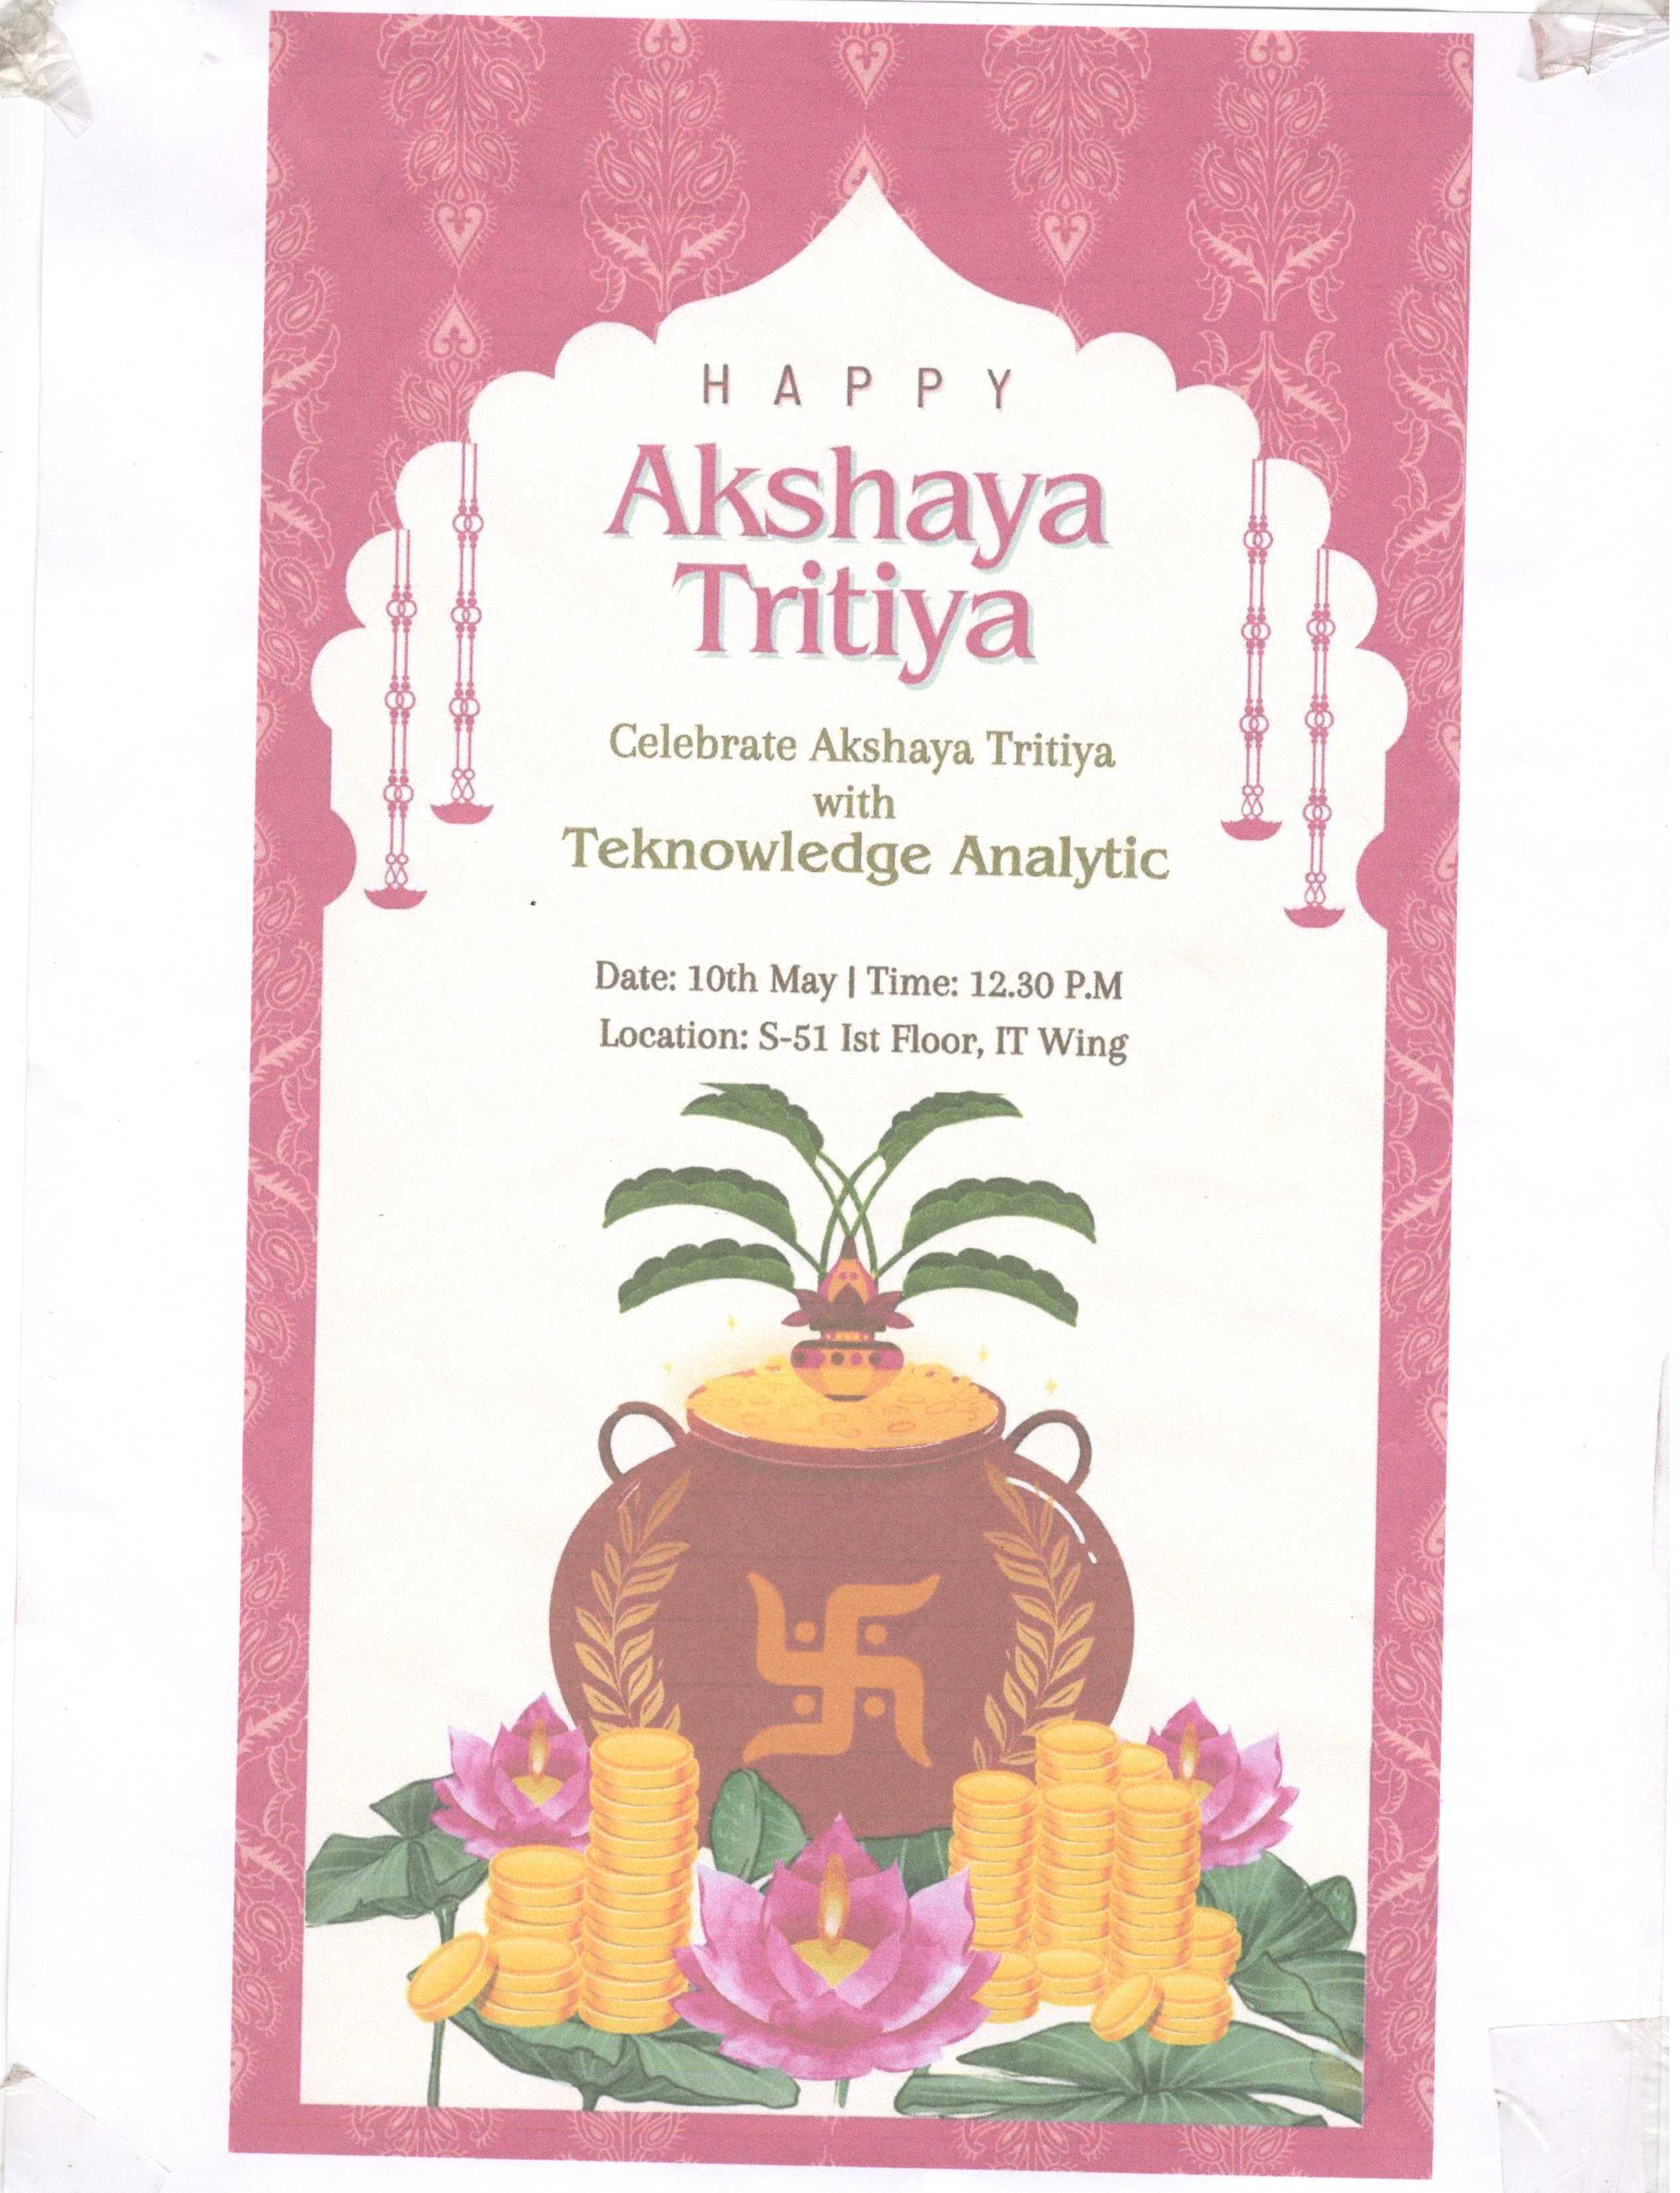 HAPPY
Akshaya
Tritiya
Celebrate Akshaya Tritiya
with
Teknowledge Analytic
Date: 10th May | Time: 12.30 P.M
Location: S-51 Ist Floor, IT Wing